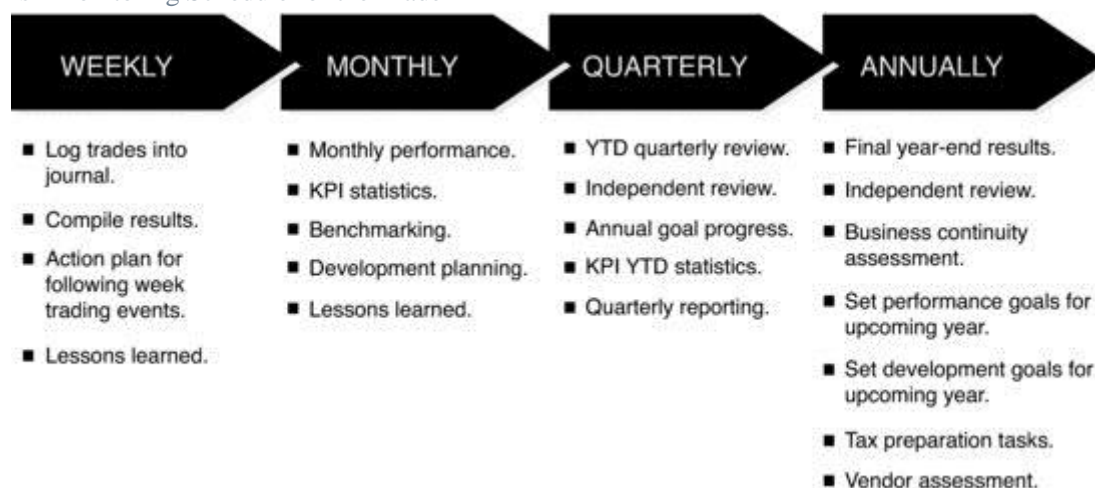 WEEKLY
MONTHLY
QUARTERLY
ANNUALLY
■ Log trades into
journal.
■ Compile results.
■ Action plan for
following week
trading events.
■ Lessons learned.
■ Monthly performance.
■ KPI statistics.
■ Benchmarking.
■ Development planning.
■ Lessons learned.
■ YTD quarterly review.
■ Independent review.
■ Annual goal progress.
■ KPI YTD statistics.
■ Quarterly reporting.
■ Final year-end results.
■ Independent review.
■ Business continuity
assessment.
■ Set performance goals for
upcoming year.
■ Set development goals for
upcoming year.
■ Tax preparation tasks.
■ Vendor assessment.